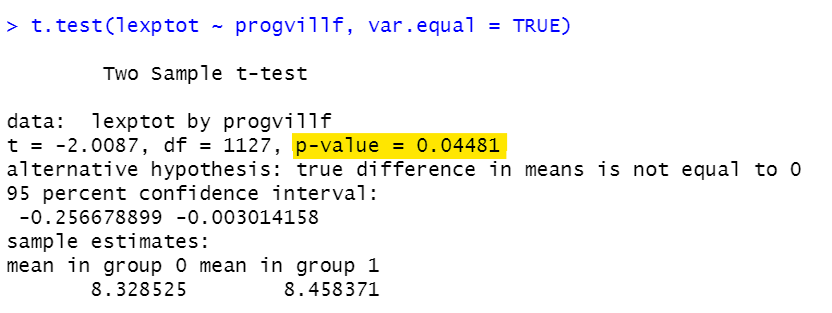 > t.test(lexptot ~ progvillf, var.equal = TRUE)
Two Sample t-test
data:  lexptot by progvillf
t = -2.0087, df = 1127, p-value = 0.04481
alternative hypothesis: true difference in means is not equal to 0
95 percent confidence interval:
 -0.256678899 -0.003014158
sample estimates:
mean in group 0 mean in group 1
       8.328525        8.458371